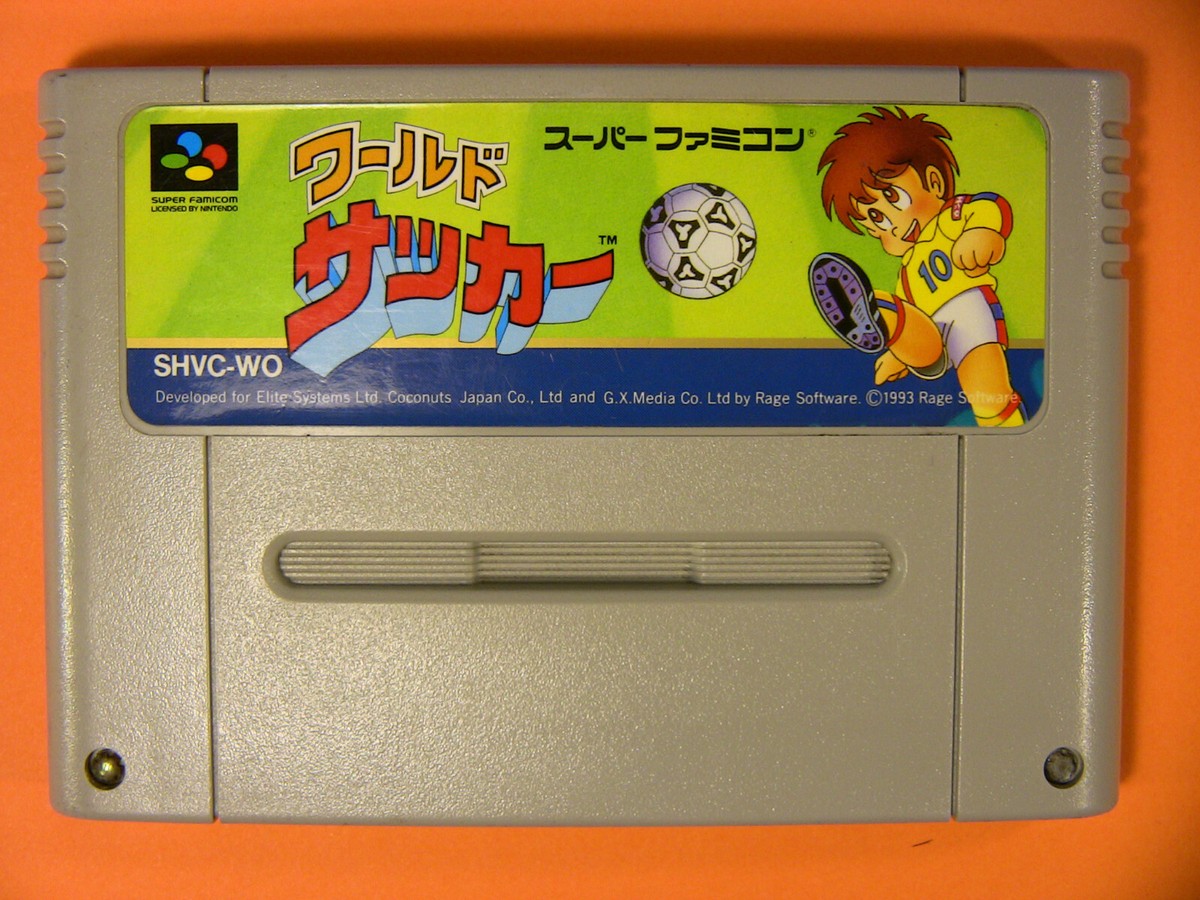 SUPER FAMICOM
LICENSED BY NINTENDO
ワールド
サッカー™
スーパーファミコン®
10
SHVC-WO
Developed for Elite Systems Ltd. Coconuts Japan Co., Ltd and G.X.Media Co. Ltd by Rage Software. ©1993 Rage Software.